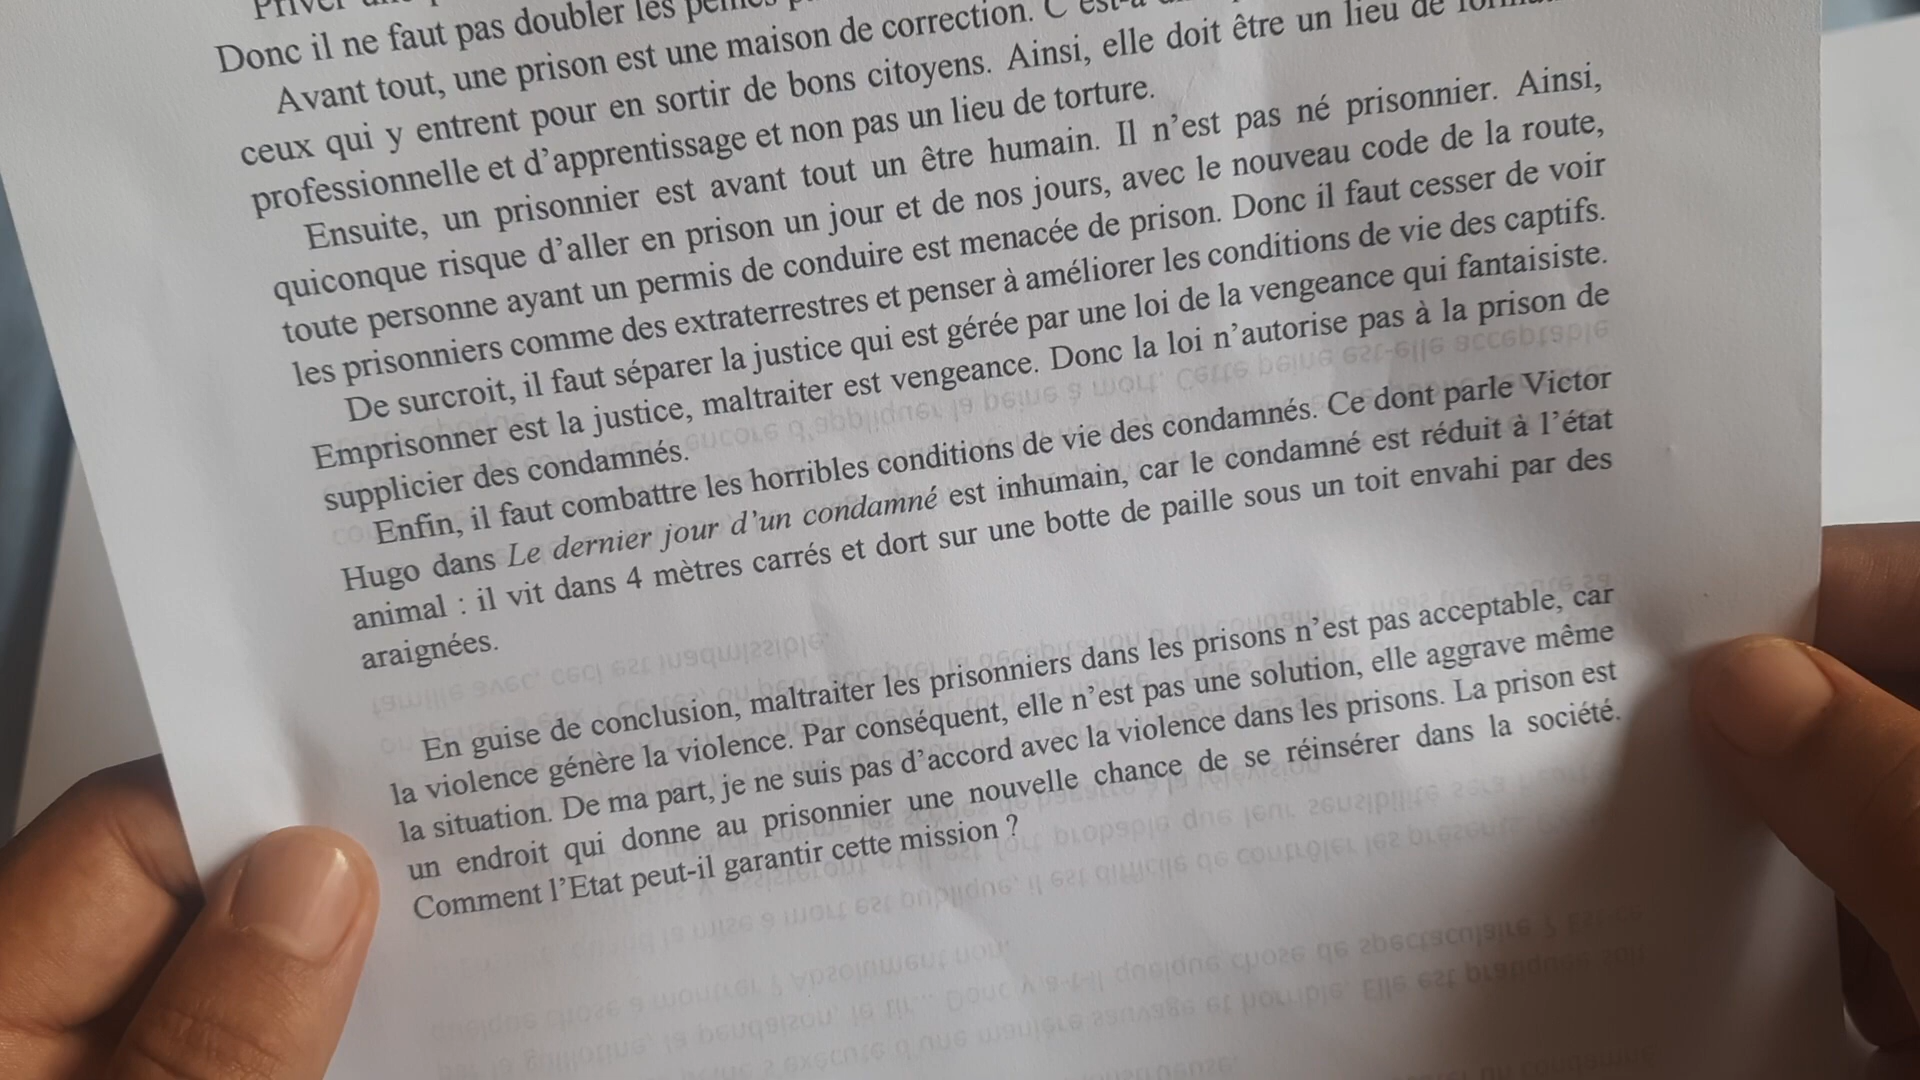 Donc il ne faut pas doubler les peines
Avant tout, une prison est une maison de correction. C'est-à
ceux qui y entrent pour en sortir de bons citoyens. Ainsi, elle doit être un lieu de
professionnelle et d'apprentissage et non pas un lieu de torture.
Ensuite, un prisonnier est avant tout un être humain. Il n'est pas né prisonnier. Ainsi,
quiconque risque d'aller en prison un jour et de nos jours, avec le nouveau code de la route,
toute personne ayant un permis de conduire est menacée de prison. Donc il faut cesser de voir
les prisonniers comme des extraterrestres et penser à améliorer les conditions de vie des captifs.
De surcroit, il faut séparer la justice qui est gérée par une loi de la vengeance qui fantaisiste.
Emprisonner est la justice, maltraiter est vengeance. Donc la loi n'autorise pas à la prison de
supplicier des condamnés.
Enfin, il faut combattre les horribles conditions de vie des condamnés. Ce dont parle Victor
Hugo dans Le dernier jour d'un condamné est inhumain, car le condamné est réduit à l'état
animal : il vit dans 4 mètres carrés et dort sur une botte de paille sous un toit envahi par des
araignées.
En guise de conclusion, maltraiter les prisonniers dans les prisons n'est pas acceptable, car
la violence génère la violence. Par conséquent, elle n'est pas une solution, elle aggrave même
la situation. De ma part, je ne suis pas d'accord avec la violence dans les prisons. La prison est
un endroit qui donne au prisonnier une nouvelle chance de se réinsérer dans la société.
Comment l'Etat peut-il garantir cette mission ?